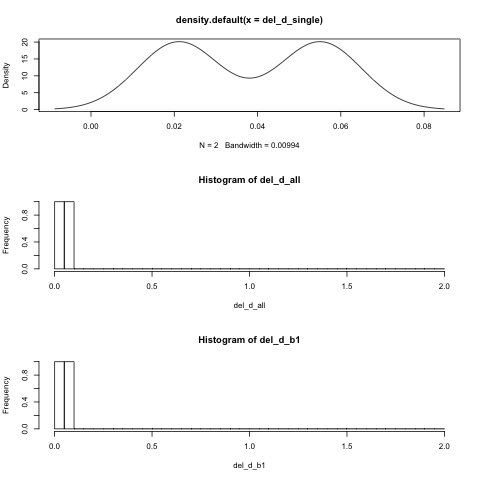 density.default(x = del_d_single)
Density
20
15
10
5
0
0.00 0.02 0.04 0.06 0.08
N = 2 Bandwidth = 0.00994
Histogram of del_d_all
Frequency
0.8
0.4
0.0
0.0 0.5 1.0 1.5 2.0
del_d_all
Histogram of del_d_b1
Frequency
0.8
0.4
0.0
0.0 0.5 1.0 1.5 2.0
del_d_b1